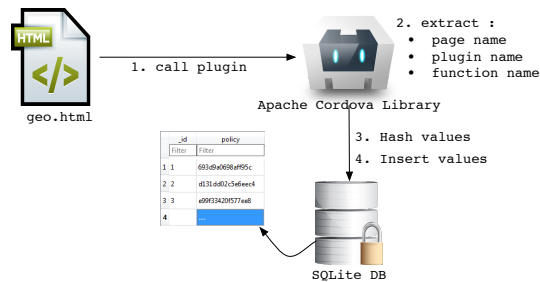 HTML
</>
geo.html
1. call plugin
2. extract :
• page name
• plugin name
• function name
Apache Cordova Library
3. Hash values
4. Insert values
_id policy
Filter Filter
1 1 693d9a0698aff95c
2 2 d131dd02c5e6eec4
3 3 e99f33420f577ee8
4 ....
SQLite DB